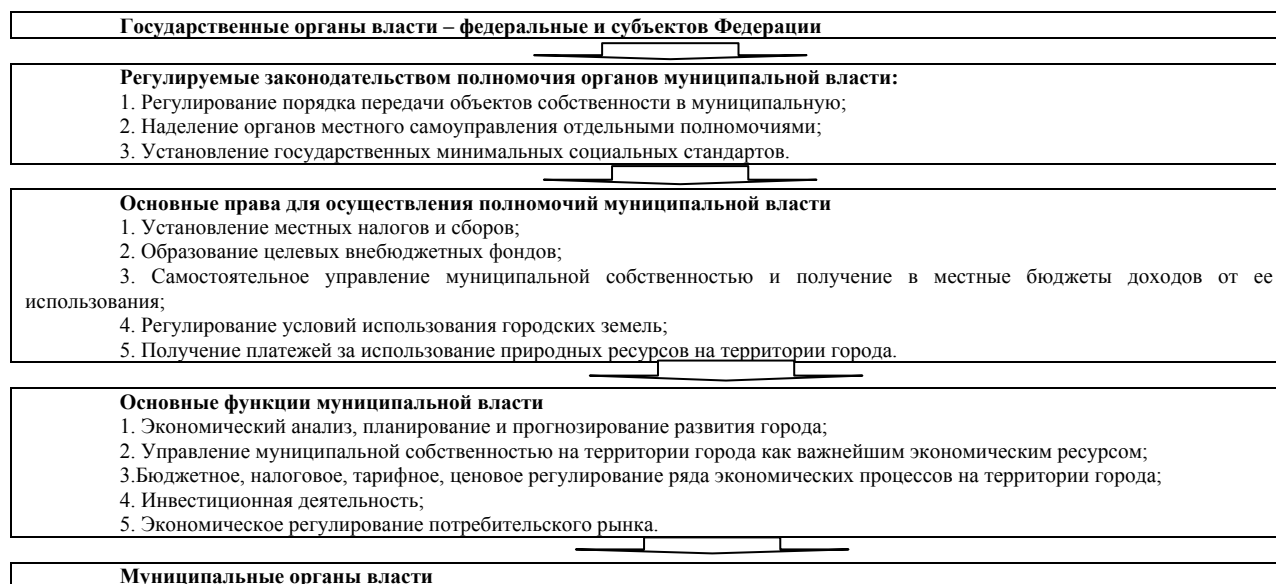 Государственные органы власти – федеральные и субъектов Федерации
Регулируемые законодательством полномочия органов муниципальной власти:
1. Регулирование порядка передачи объектов собственности в муниципальную;
2. Наделение органов местного самоуправления отдельными полномочиями;
3. Установление государственных минимальных социальных стандартов.
Основные права для осуществления полномочий муниципальной власти
1. Установление местных налогов и сборов;
2. Образование целевых внебюджетных фондов;
3. Самостоятельное управление муниципальной собственностью и получение в местные бюджеты доходов от ее
использования;
4. Регулирование условий использования городских земель;
5. Получение платежей за использование природных ресурсов на территории города.
Основные функции муниципальной власти
1. Экономический анализ, планирование и прогнозирование развития города;
2. Управление муниципальной собственностью на территории города как важнейшим экономическим ресурсом;
3.Бюджетное, налоговое, тарифное, ценовое регулирование ряда экономических процессов на территории города;
4. Инвестиционная деятельность;
5. Экономическое регулирование потребительского рынка.
Муниципальные органы власти